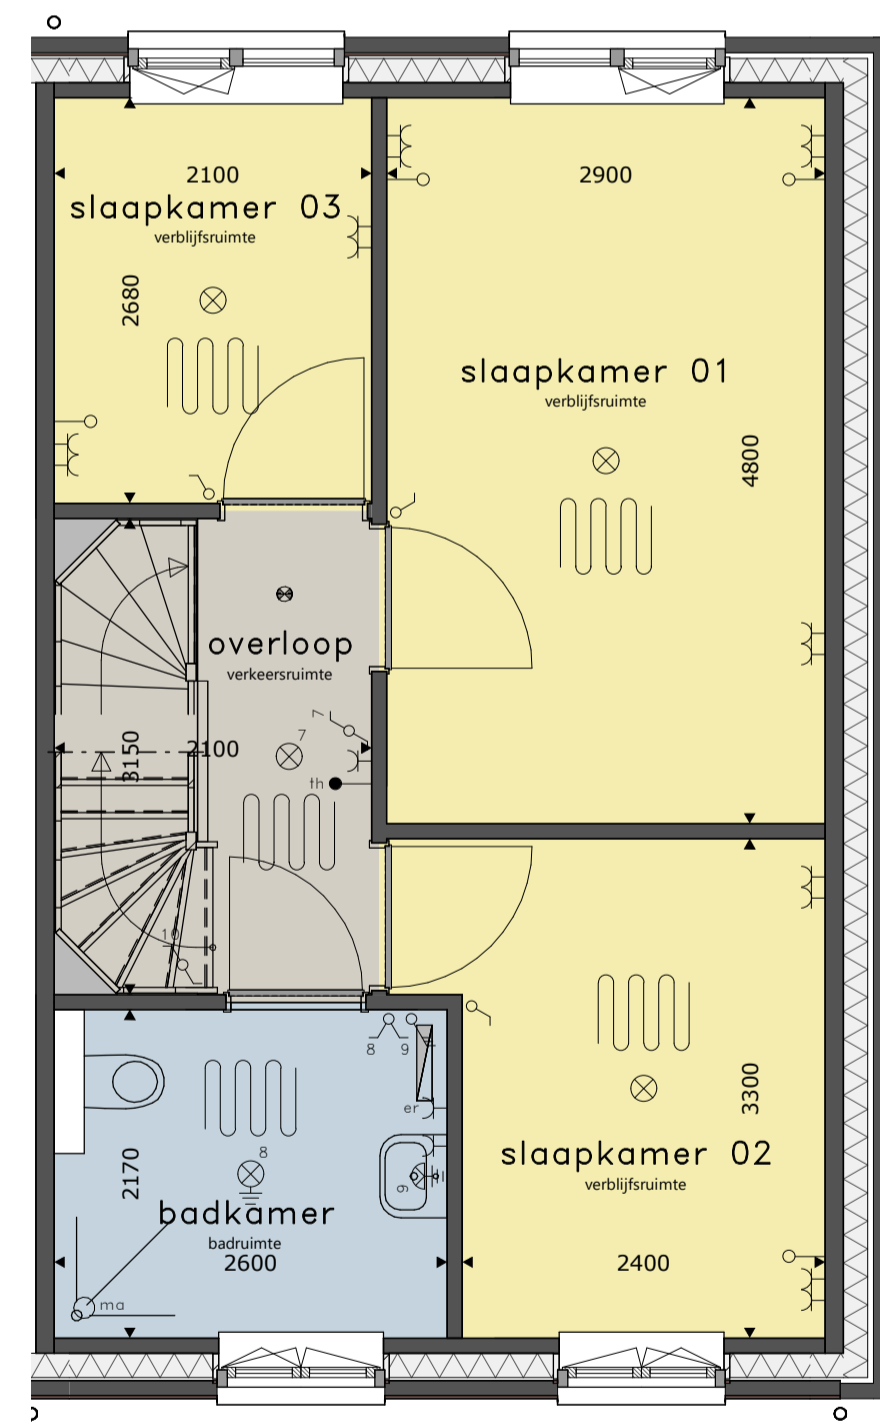 2100
2900
slaapkamer 03
verblijfsruimte
2680
slaapkamer 01
verblijfsruimte
4800
overloop
verkeersruimte
7
7
3150
2100
th
10
8
9
er
3300
8
slaapkamer 02
verblijfsruimte
2170
9
badkamer
badruimte
2600
2400
ma